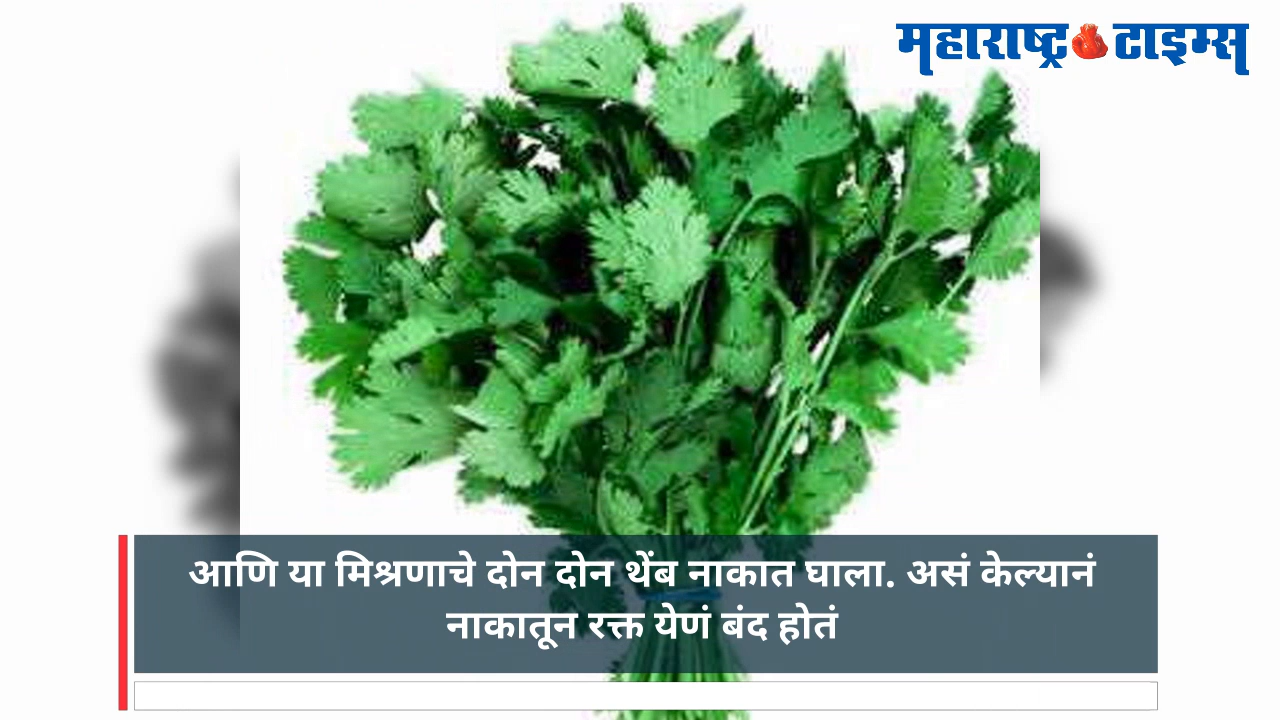 महाराष्ट्र टाइम्स
आणि या मिश्रणाचे दोन दोन थेंब नाकात घाला. असं केल्यानं
नाकातून रक्त येणं बंद होतं